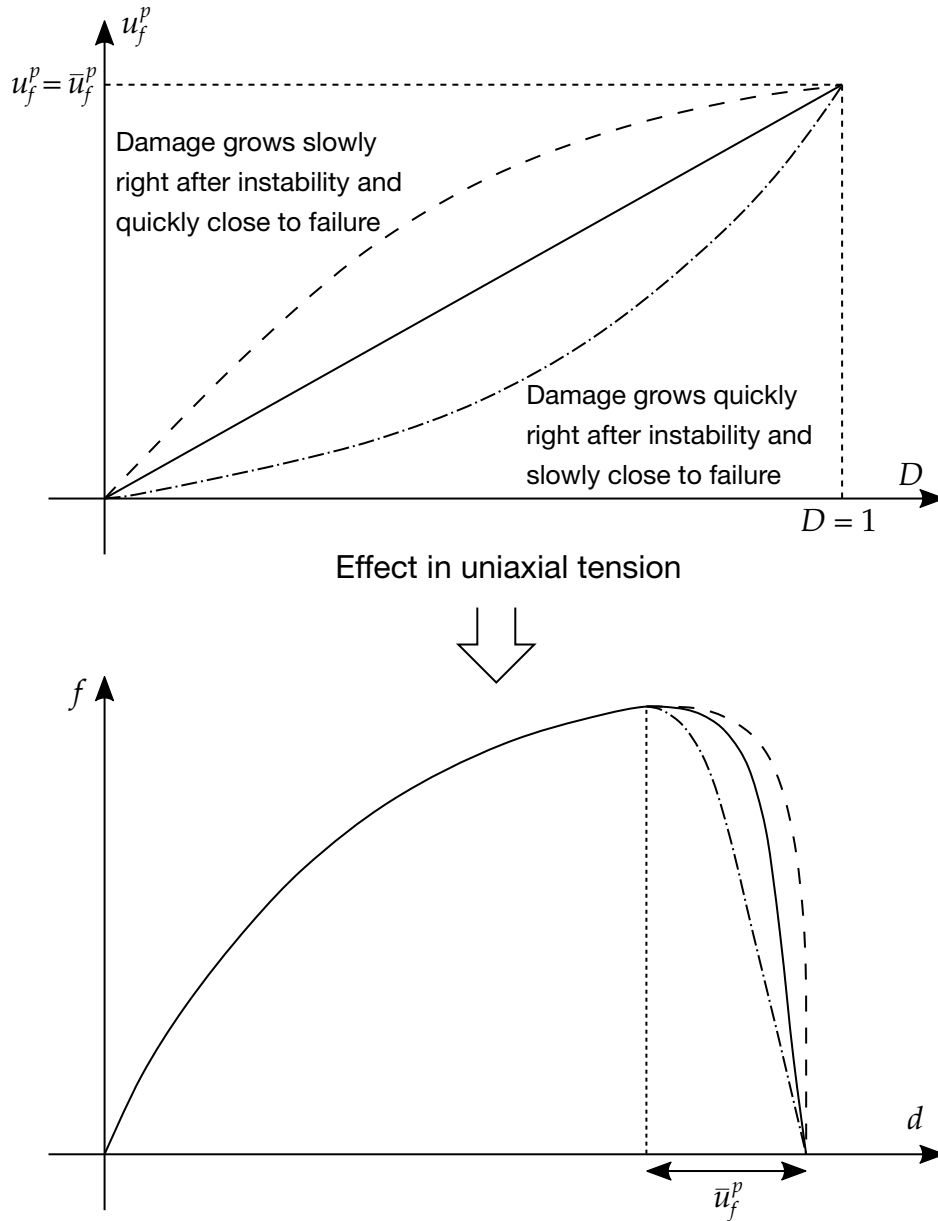 u_f^p
u_f^p = ū_f^p
Damage grows slowly
right after instability and
quickly close to failure
Damage grows quickly
right after instability and
slowly close to failure
D
D = 1
Effect in uniaxial tension
f
d
ū_f^p